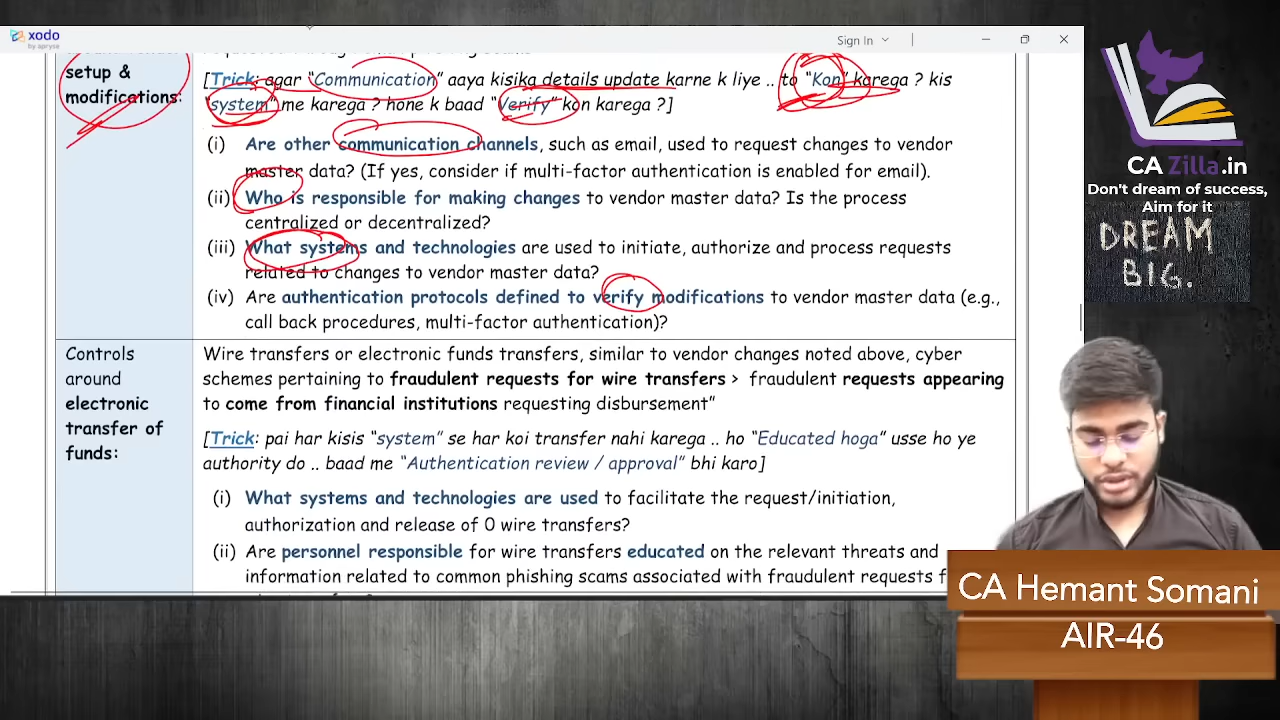 xodo
by apryse
Sign In
setup &
modifications:
[Trick: agar "Communication" aaya kisika details update karne k liye .. to "Kon" karega ? kis
"system" me karega ? hone k baad "Verify" kon karega ?]
(i) Are other communication channels, such as email, used to request changes to vendor
master data? (If yes, consider if multi-factor authentication is enabled for email).
(ii) Who is responsible for making changes to vendor master data? Is the process
centralized or decentralized?
(iii) What systems and technologies are used to initiate, authorize and process requests
related to changes to vendor master data?
(iv) Are authentication protocols defined to verify modifications to vendor master data (e.g.,
call back procedures, multi-factor authentication)?
Controls
around
electronic
transfer of
funds:
Wire transfers or electronic funds transfers, similar to vendor changes noted above, cyber
schemes pertaining to fraudulent requests for wire transfers > fraudulent requests appearing
to come from financial institutions requesting disbursement"
[Trick: pai har kisis "system" se har koi transfer nahi karega .. ho "Educated hoga" usse ho ye
authority do .. baad me "Authentication review / approval" bhi karo]
(i) What systems and technologies are used to facilitate the request/initiation,
authorization and release of 0 wire transfers?
(ii) Are personnel responsible for wire transfers educated on the relevant threats and
information related to common phishing scams associated with fraudulent requests
CA Zilla.in
Don't dream of success,
Aim for it
DREAM
BIG.
CA Hemant Somani
AIR-46